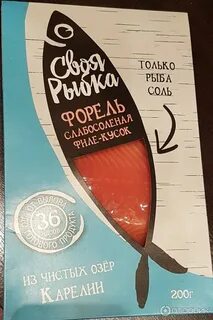 Своя
Рыбка
ФОРЕЛЬ
СЛАБОСОЛЕНАЯ
ФИЛЕ-КУСОК
ТОЛЬКО
РЫБА
СОЛЬ
36
ИЗ ЧИСТЫХ ОЗЁР
КАРЕЛИИ
200г